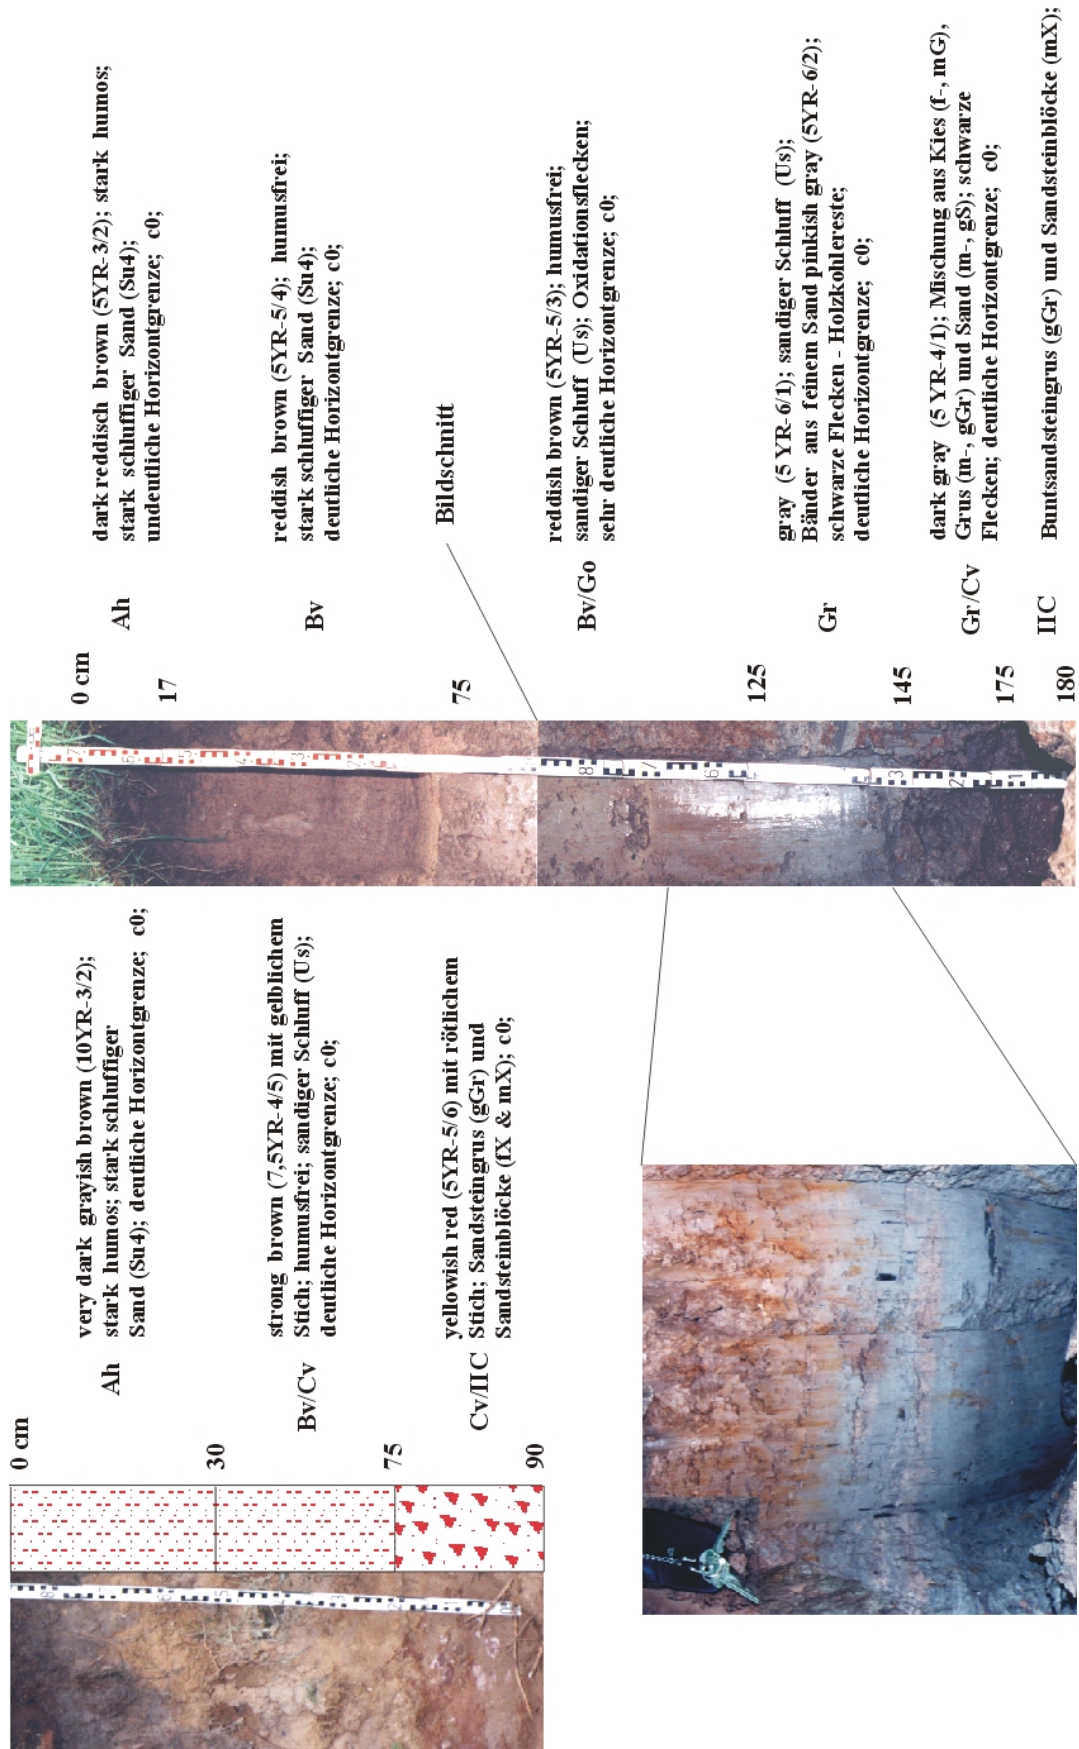 0 cm
30
75
90
Ah
very dark grayish brown (10YR-3/2);
stark humos; stark schluffiger
Sand (Su4); deutliche Horizontgrenze; c0;
Bv/Cv
strong brown (7,5YR-4/5) mit gelblichem
Stich; humusfrei; sandiger Schluff (Us);
deutliche Horizontgrenze; c0;
Cv/IIC
yellowish red (5YR-5/6) mit rötlichem
Stich; Sandsteingrus (gGr) und
Sandsteinblöcke (fX & mX); c0;
0 cm
17
75
125
145
175
180
Ah
dark reddisch brown (5YR-3/2); stark humos;
stark schluffiger Sand (Su4);
undeutliche Horizontgrenze; c0;
Bv
reddish brown (5YR-5/4); humusfrei;
stark schluffiger Sand (Su4);
deutliche Horizontgrenze; c0;
Bildschnitt
Bv/Go
reddish brown (5YR-5/3); humusfrei;
sandiger Schluff (Us); Oxidationsflecken;
sehr deutliche Horizontgrenze; c0;
Gr
gray (5 YR-6/1); sandiger Schluff (Us);
Bänder aus feinem Sand pinkish gray (5YR-6/2);
schwarze Flecken - Holzkohlereste;
deutliche Horizontgrenze; c0;
Gr/Cv
dark gray (5 YR-4/1); Mischung aus Kies (f-, mG),
Grus (m-, gGr) und Sand (m-, gS); schwarze
Flecken; deutliche Horizontgrenze; c0;
IIC
Buntsandsteingrus (gGr) und Sandsteinblöcke (mX);